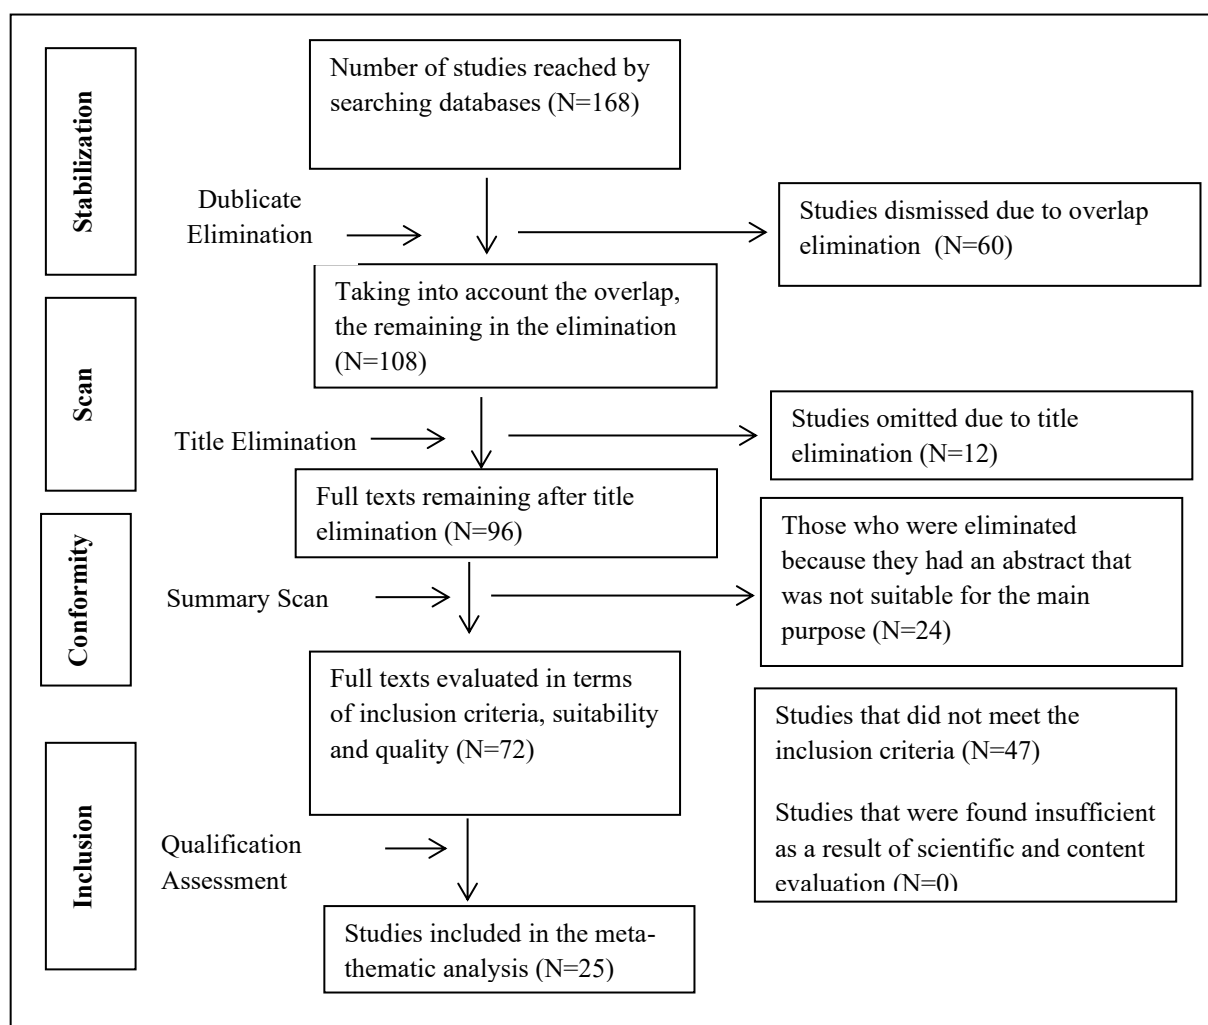 Stabilization
Number of studies reached by
searching databases (N=168)
Dublicate
Elimination
Studies dismissed due to overlap
elimination (N=60)
Scan
Taking into account the overlap,
the remaining in the elimination
(N=108)
Title Elimination
Studies omitted due to title
elimination (N=12)
Conformity
Full texts remaining after title
elimination (N=96)
Summary Scan
Those who were eliminated
because they had an abstract that
was not suitable for the main
purpose (N=24)
Full texts evaluated in terms
of inclusion criteria, suitability
and quality (N=72)
Inclusion
Qualification
Assessment
Studies that did not meet the
inclusion criteria (N=47)
Studies that were found insufficient
as a result of scientific and content
evaluation (N=0)
Studies included in the meta-
thematic analysis (N=25)